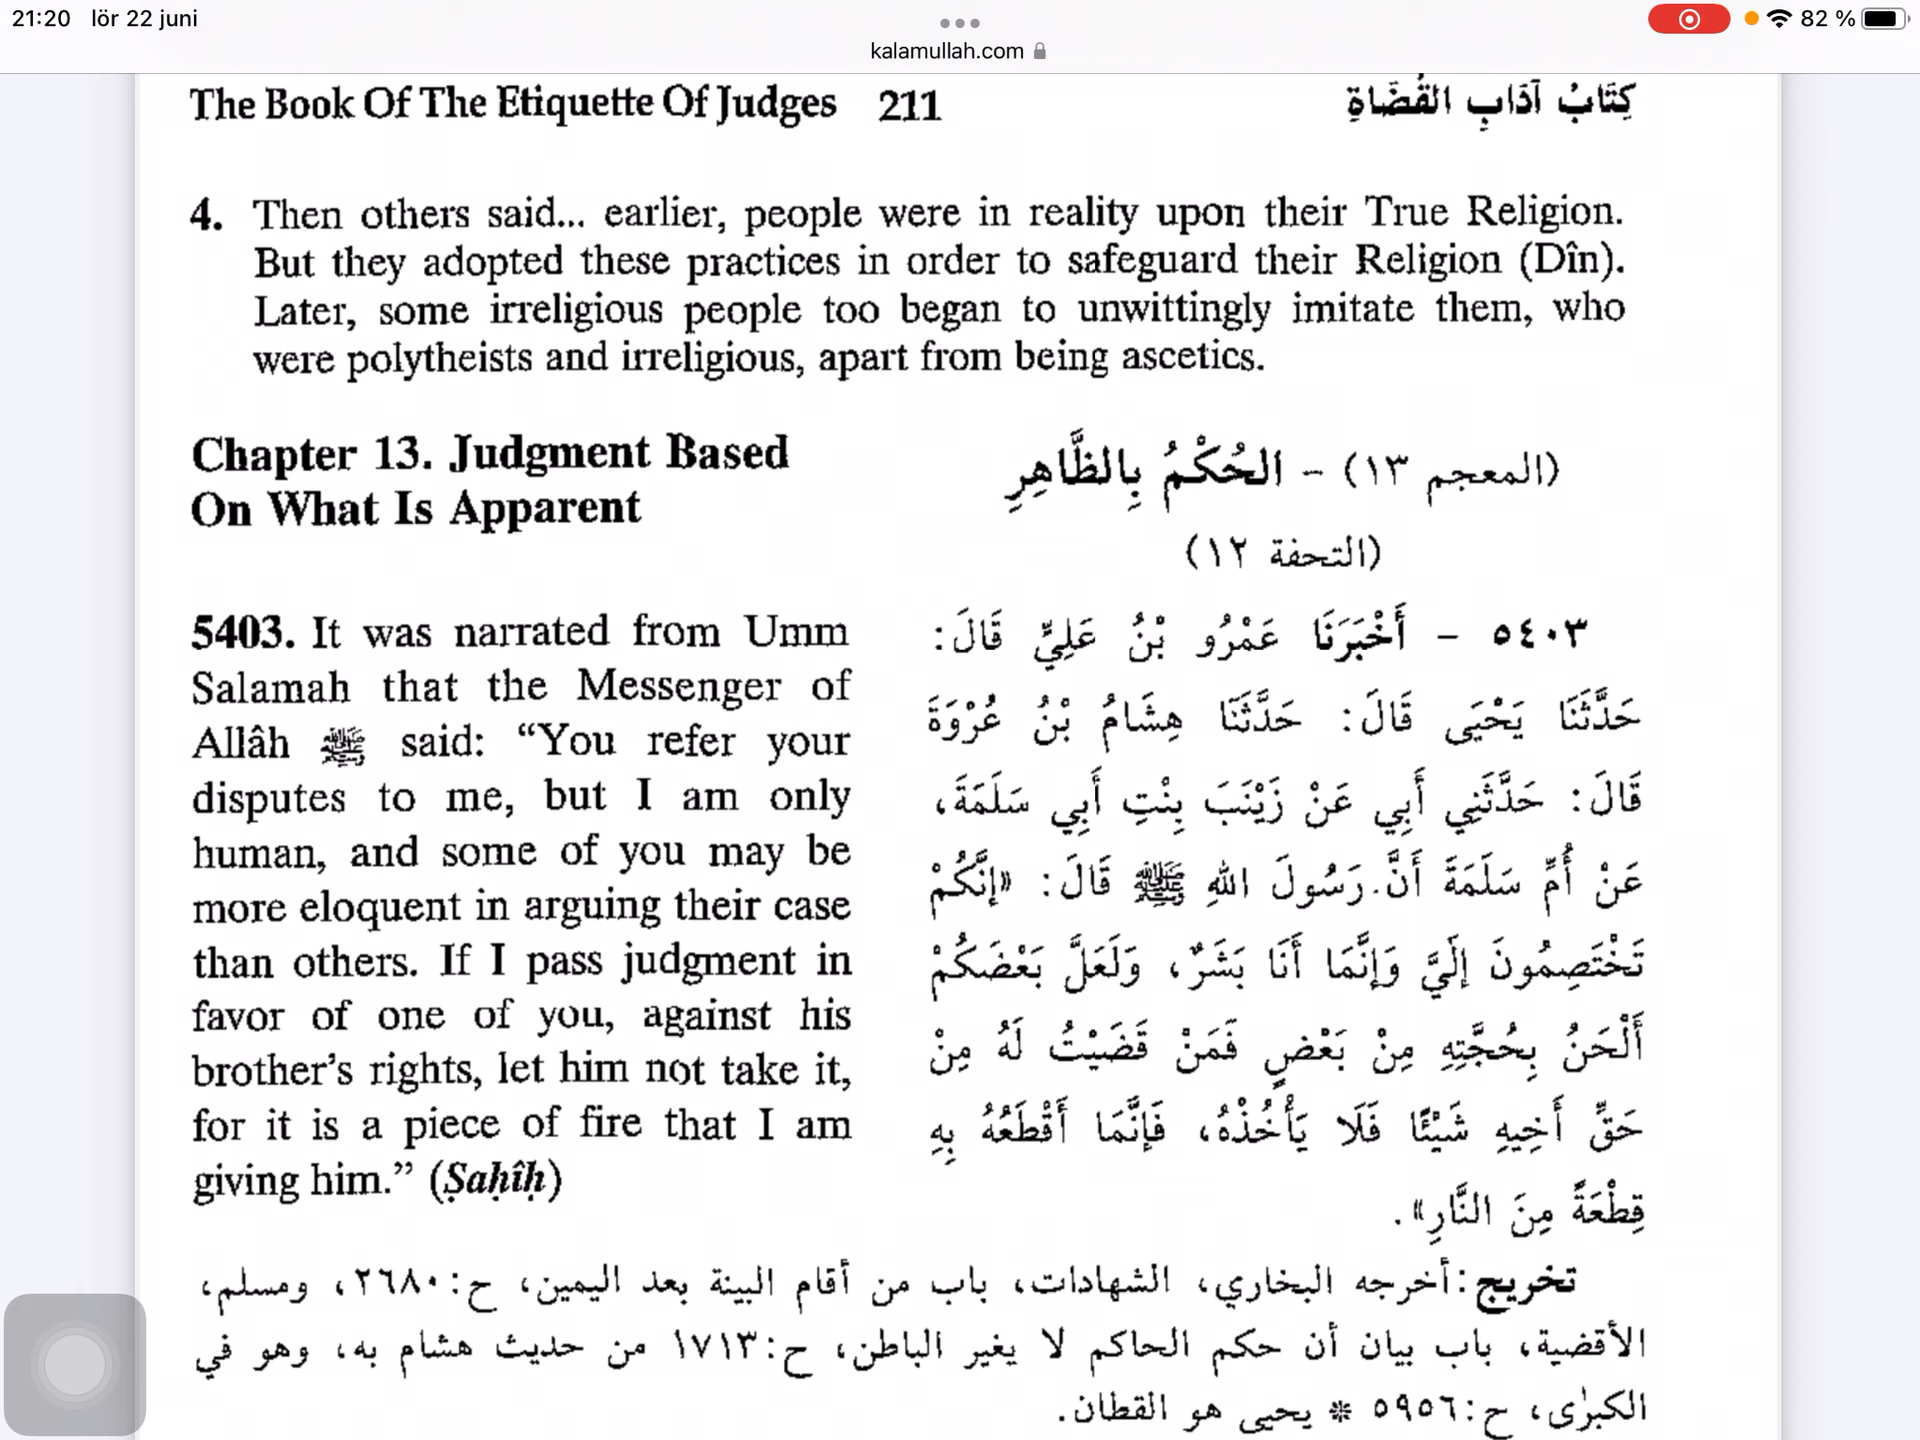 21:20 lör 22 juni
82 %
kalamullah.com
The Book Of The Etiquette Of Judges 211 كِتَابُ آدَابِ القُضَاةِ
4. Then others said... earlier, people were in reality upon their True Religion.
But they adopted these practices in order to safeguard their Religion (Dîn).
Later, some irreligious people too began to unwittingly imitate them, who
were polytheists and irreligious, apart from being ascetics.
Chapter 13. Judgment Based
On What Is Apparent
(المعجم ١٣) - الحُكْمُ بِالظَّاهِرِ
(التحفة ١٢)
5403. It was narrated from Umm
Salamah that the Messenger of
Allâh ﷺ said: “You refer your
disputes to me, but I am only
human, and some of you may be
more eloquent in arguing their case
than others. If I pass judgment in
favor of one of you, against his
brother’s rights, let him not take it,
for it is a piece of fire that I am
giving him.” (Ṣaḥîḥ)
٥٤٠٣ - أَخْبَرَنَا عَمْرُو بْنُ عَلِيٍّ قَالَ:
حَدَّثَنَا يَحْيَى قَالَ: حَدَّثَنَا هِشَامُ بْنُ عُرْوَةَ
قَالَ: حَدَّثَنِي أَبِي عَنْ زَيْنَبَ بِنْتِ أَبِي سَلَمَةَ،
عَنْ أُمِّ سَلَمَةَ أَنَّ رَسُولَ اللهِ ﷺ قَالَ: «إِنَّكُمْ
تَخْتَصِمُونَ إِلَيَّ وَإِنَّمَا أَنَا بَشَرٌ، وَلَعَلَّ بَعْضَكُمْ
أَلْحَنُ بِحُجَّتِهِ مِنْ بَعْضٍ فَمَنْ قَضَيْتُ لَهُ مِنْ
حَقِّ أَخِيهِ شَيْئًا فَلَا يَأْخُذْهُ، فَإِنَّمَا أَقْطَعُهُ بِهِ
قِطْعَةً مِنَ النَّارِ».
تخريج: أخرجه البخاري، الشهادات، باب من أقام البينة بعد اليمين، ح:٢٦٨٠، ومسلم،
الأقضية، باب بيان أن حكم الحاكم لا يغير الباطن، ح:١٧١٣ من حديث هشام به، وهو في
الكبرٰى، ح:٥٩٥٦ * يحيى هو القطان.